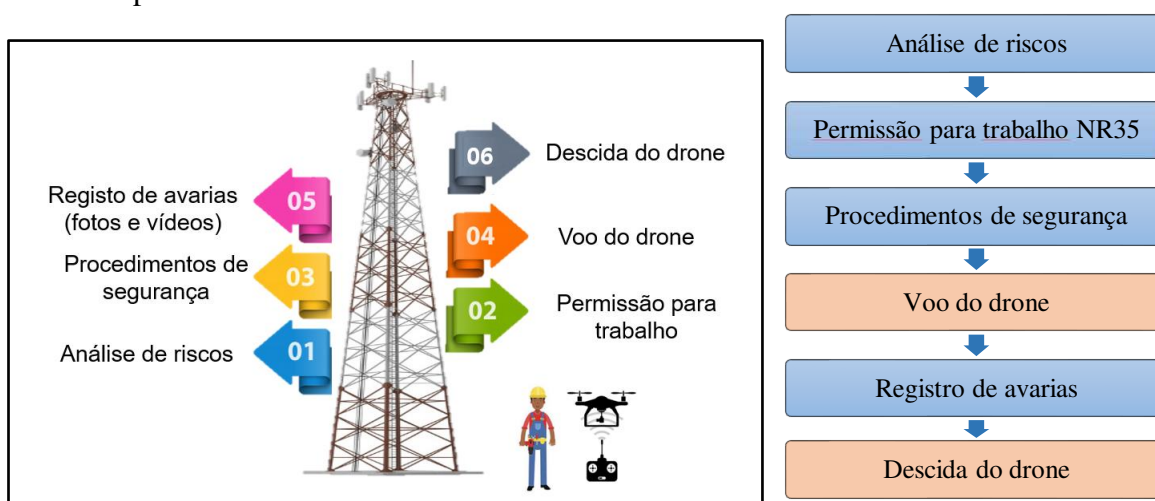 06
Descida do drone
Registo de avarias
(fotos e vídeos)
05
04
Voo do drone
Procedimentos de
segurança
03
02
Permissão para
trabalho
Análise de riscos
01
Análise de riscos
Permissão para trabalho NR35
Procedimentos de segurança
Voo do drone
Registro de avarias
Descida do drone